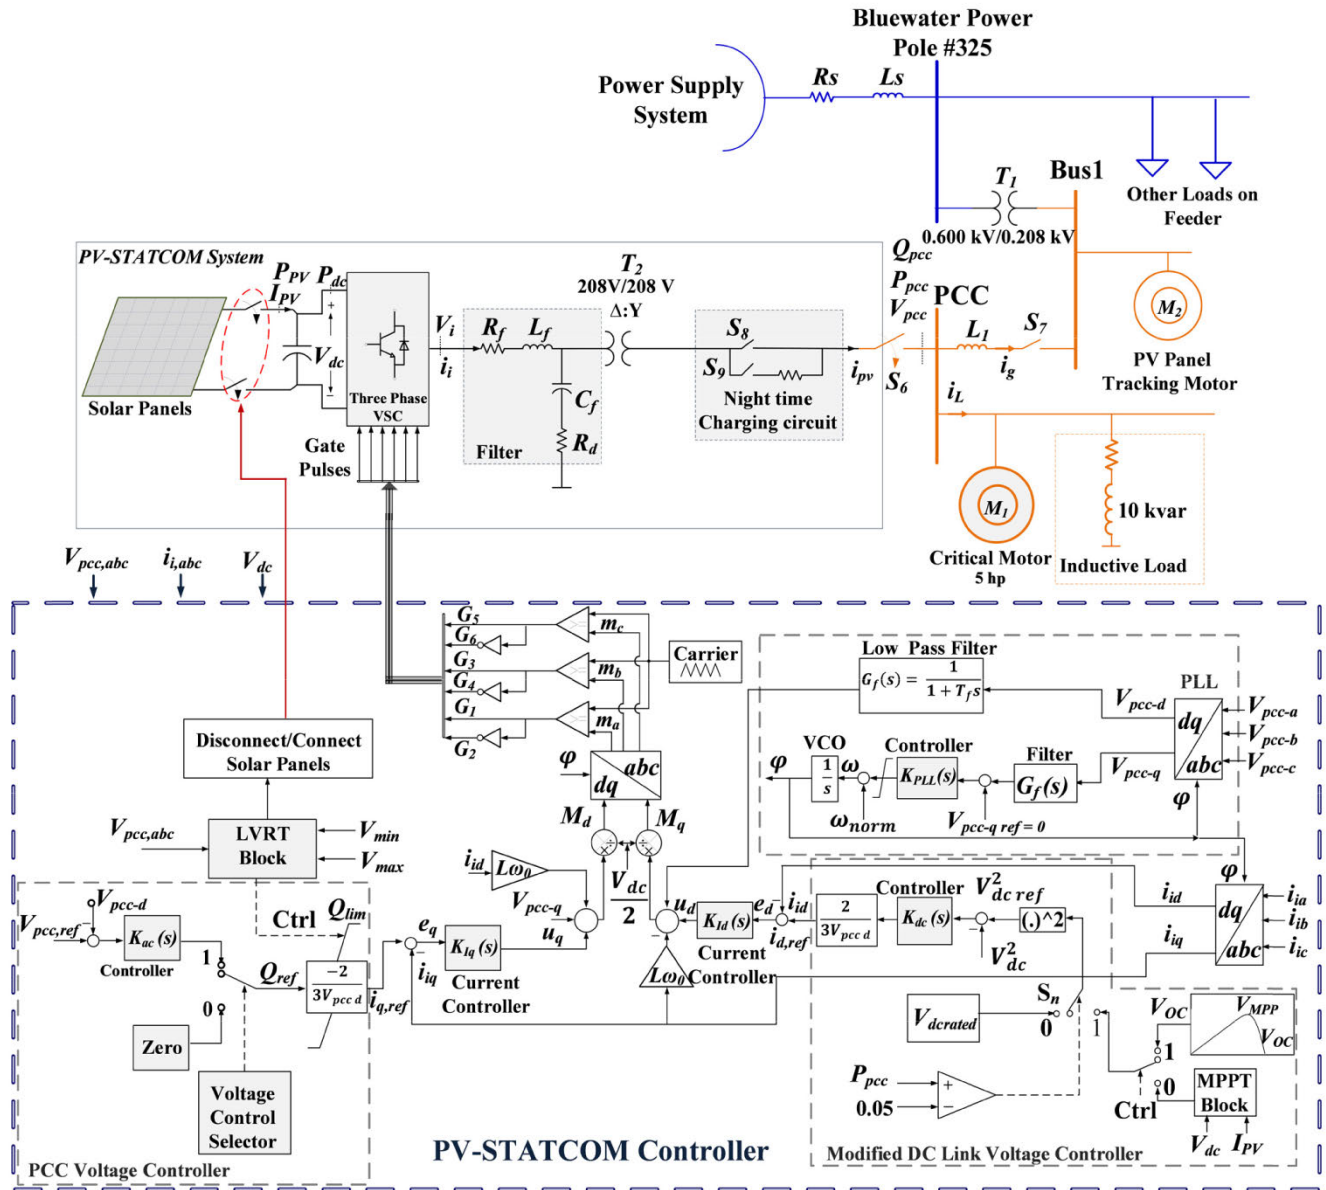 Bluewater Power
Pole #325
Power Supply
System
Rs
Ls
Bus1
T1
Other Loads on
Feeder
0.600 kV/0.208 kV
PV-STATCOM System
PPV
IPV
Pdc
+
Vdc
−
Solar Panels
Three Phase
VSC
Gate
Pulses
Vi
ii
Rf
Lf
Cf
Rd
Filter
T2
208V/208 V
Δ:Y
S8
S9
Night time
Charging circuit
ipv
S6
Qpcc
Ppcc
Vpcc
PCC
L1
S7
ig
iL
M2
PV Panel
Tracking Motor
M1
Critical Motor
5 hp
10 kvar
Inductive Load
Vpcc,abc
ii,abc
Vdc
G5
G6
G3
G4
G1
G2
mc
mb
ma
Carrier
φ
abc
dq
Md
Mq
Vdc
2
Low Pass Filter
Gf(s) = 1
1 + Tf s
PLL
Vpcc-d
Vpcc-q
dq
abc
Vpcc-a
Vpcc-b
Vpcc-c
φ
VCO
1
s
φ
ω
ωnorm
Controller
KPLL(s)
Filter
Gf(s)
Vpcc-q ref = 0
Disconnect/Connect
Solar Panels
LVRT
Block
Vpcc,abc
Vmin
Vmax
Vpcc-d
Vpcc,ref
−
Kac(s)
Controller
Ctrl
1
0
Zero
Qref
Qlim
−2
3Vpcc d
iq,ref
Voltage
Control
Selector
PCC Voltage Controller
eq
−
iiq
KIq(s)
Current
Controller
iid
Lω0
Vpcc-q
uq
ud
−
Lω0
KId(s)
Current
Controller
ed
−
iid
id,ref
2
3Vpcc d
Controller
Kdc(s)
−
V2dc ref
V2dc
(.)^2
φ
iid
iiq
dq
abc
iia
iib
iic
Vdcrated
Sn
0
1
Ppcc
0.05
+
−
VOC
VMPP
VOC
1
0
Ctrl
MPPT
Block
Vdc
IPV
Modified DC Link Voltage Controller
PV-STATCOM Controller